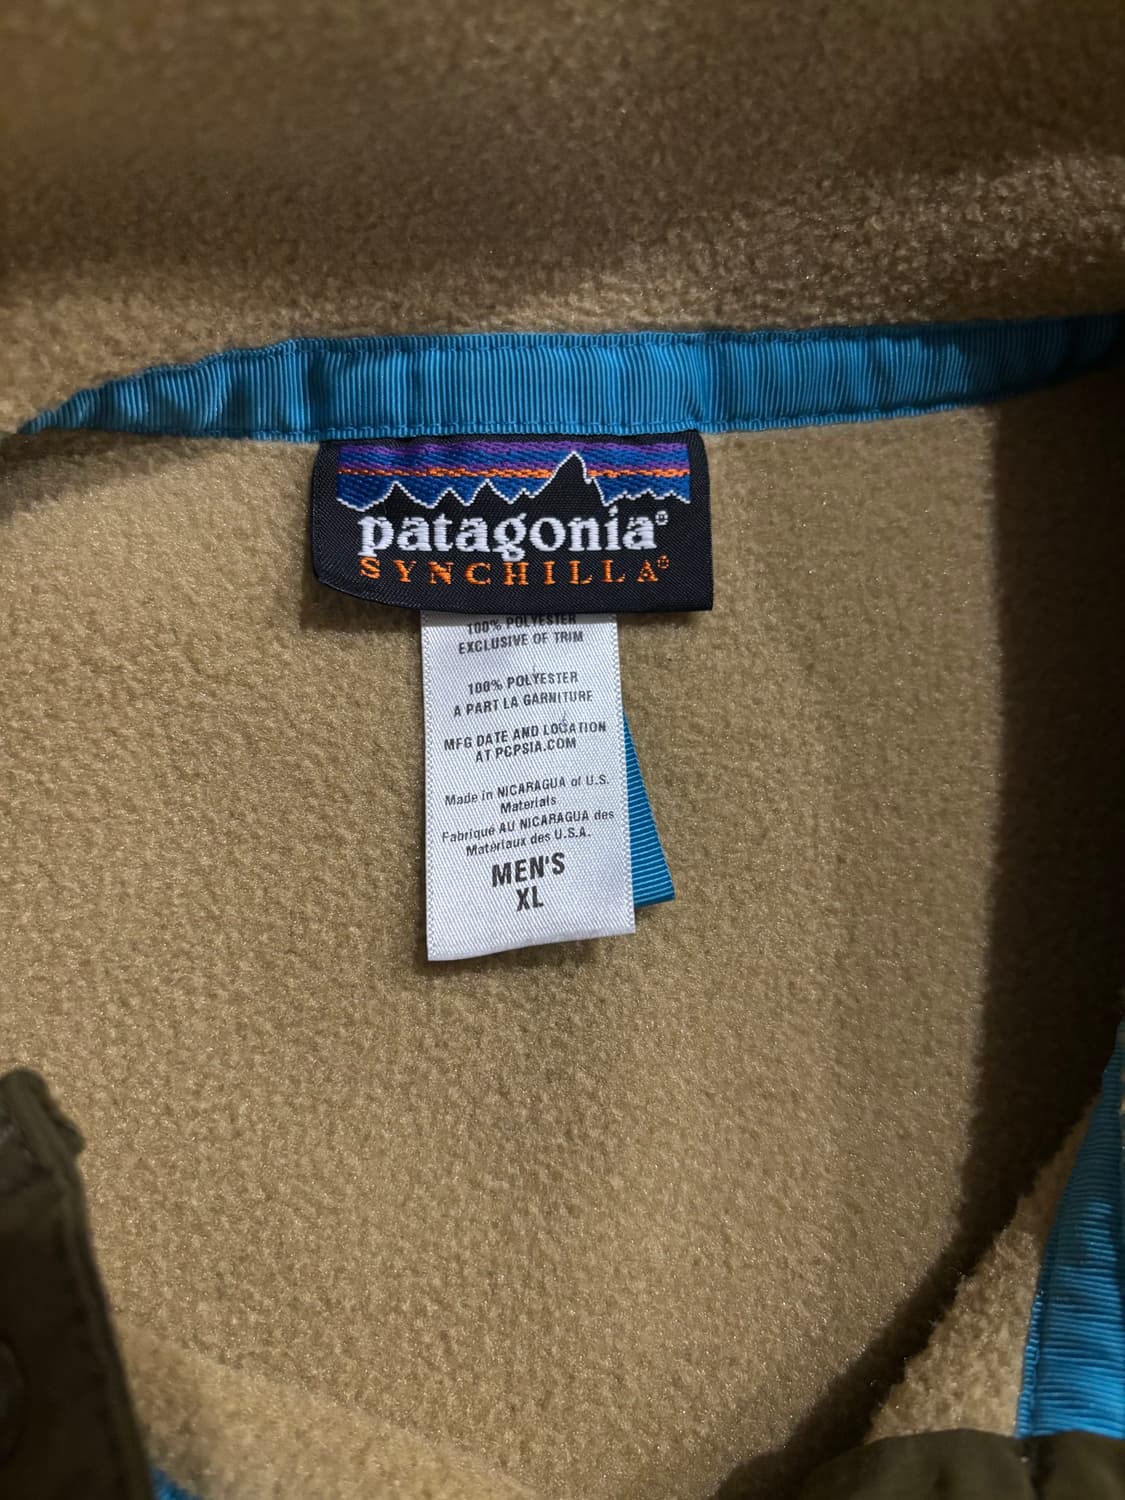 patagonia®
SYNCHILLA®
100% POLYESTER
EXCLUSIVE OF TRIM
100% POLYESTER
A PART LA GARNITURE
MFG DATE AND LOCATION
AT PCPSIA.COM
Made in NICARAGUA of U.S.
Materials
Fabriqué AU NICARAGUA des
Matériaux des U.S.A.
MEN'S
XL